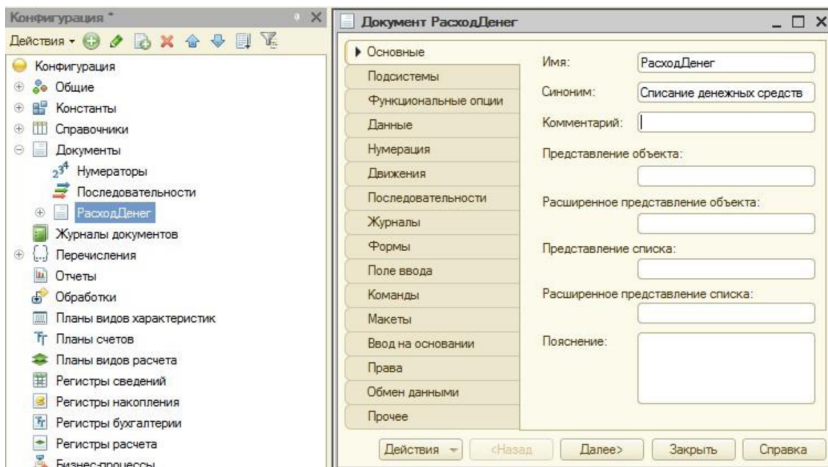 Конфигурация *
Действия
Конфигурация
Общие
Константы
Справочники
Документы
Нумераторы
Последовательности
РасходДенег
Журналы документов
Перечисления
Отчеты
Обработки
Планы видов характеристик
Планы счетов
Планы видов расчета
Регистры сведений
Регистры накопления
Регистры бухгалтерии
Регистры расчета
Бизнес-процессы
Документ РасходДенег
Основные
Подсистемы
Функциональные опции
Данные
Нумерация
Движения
Последовательности
Журналы
Формы
Поле ввода
Команды
Макеты
Ввод на основании
Права
Обмен данными
Прочее
Имя: РасходДенег
Синоним: Списание денежных средств
Комментарий:
Представление объекта:
Расширенное представление объекта:
Представление списка:
Расширенное представление списка:
Пояснение:
Действия <Назад Далее> Закрыть Справка